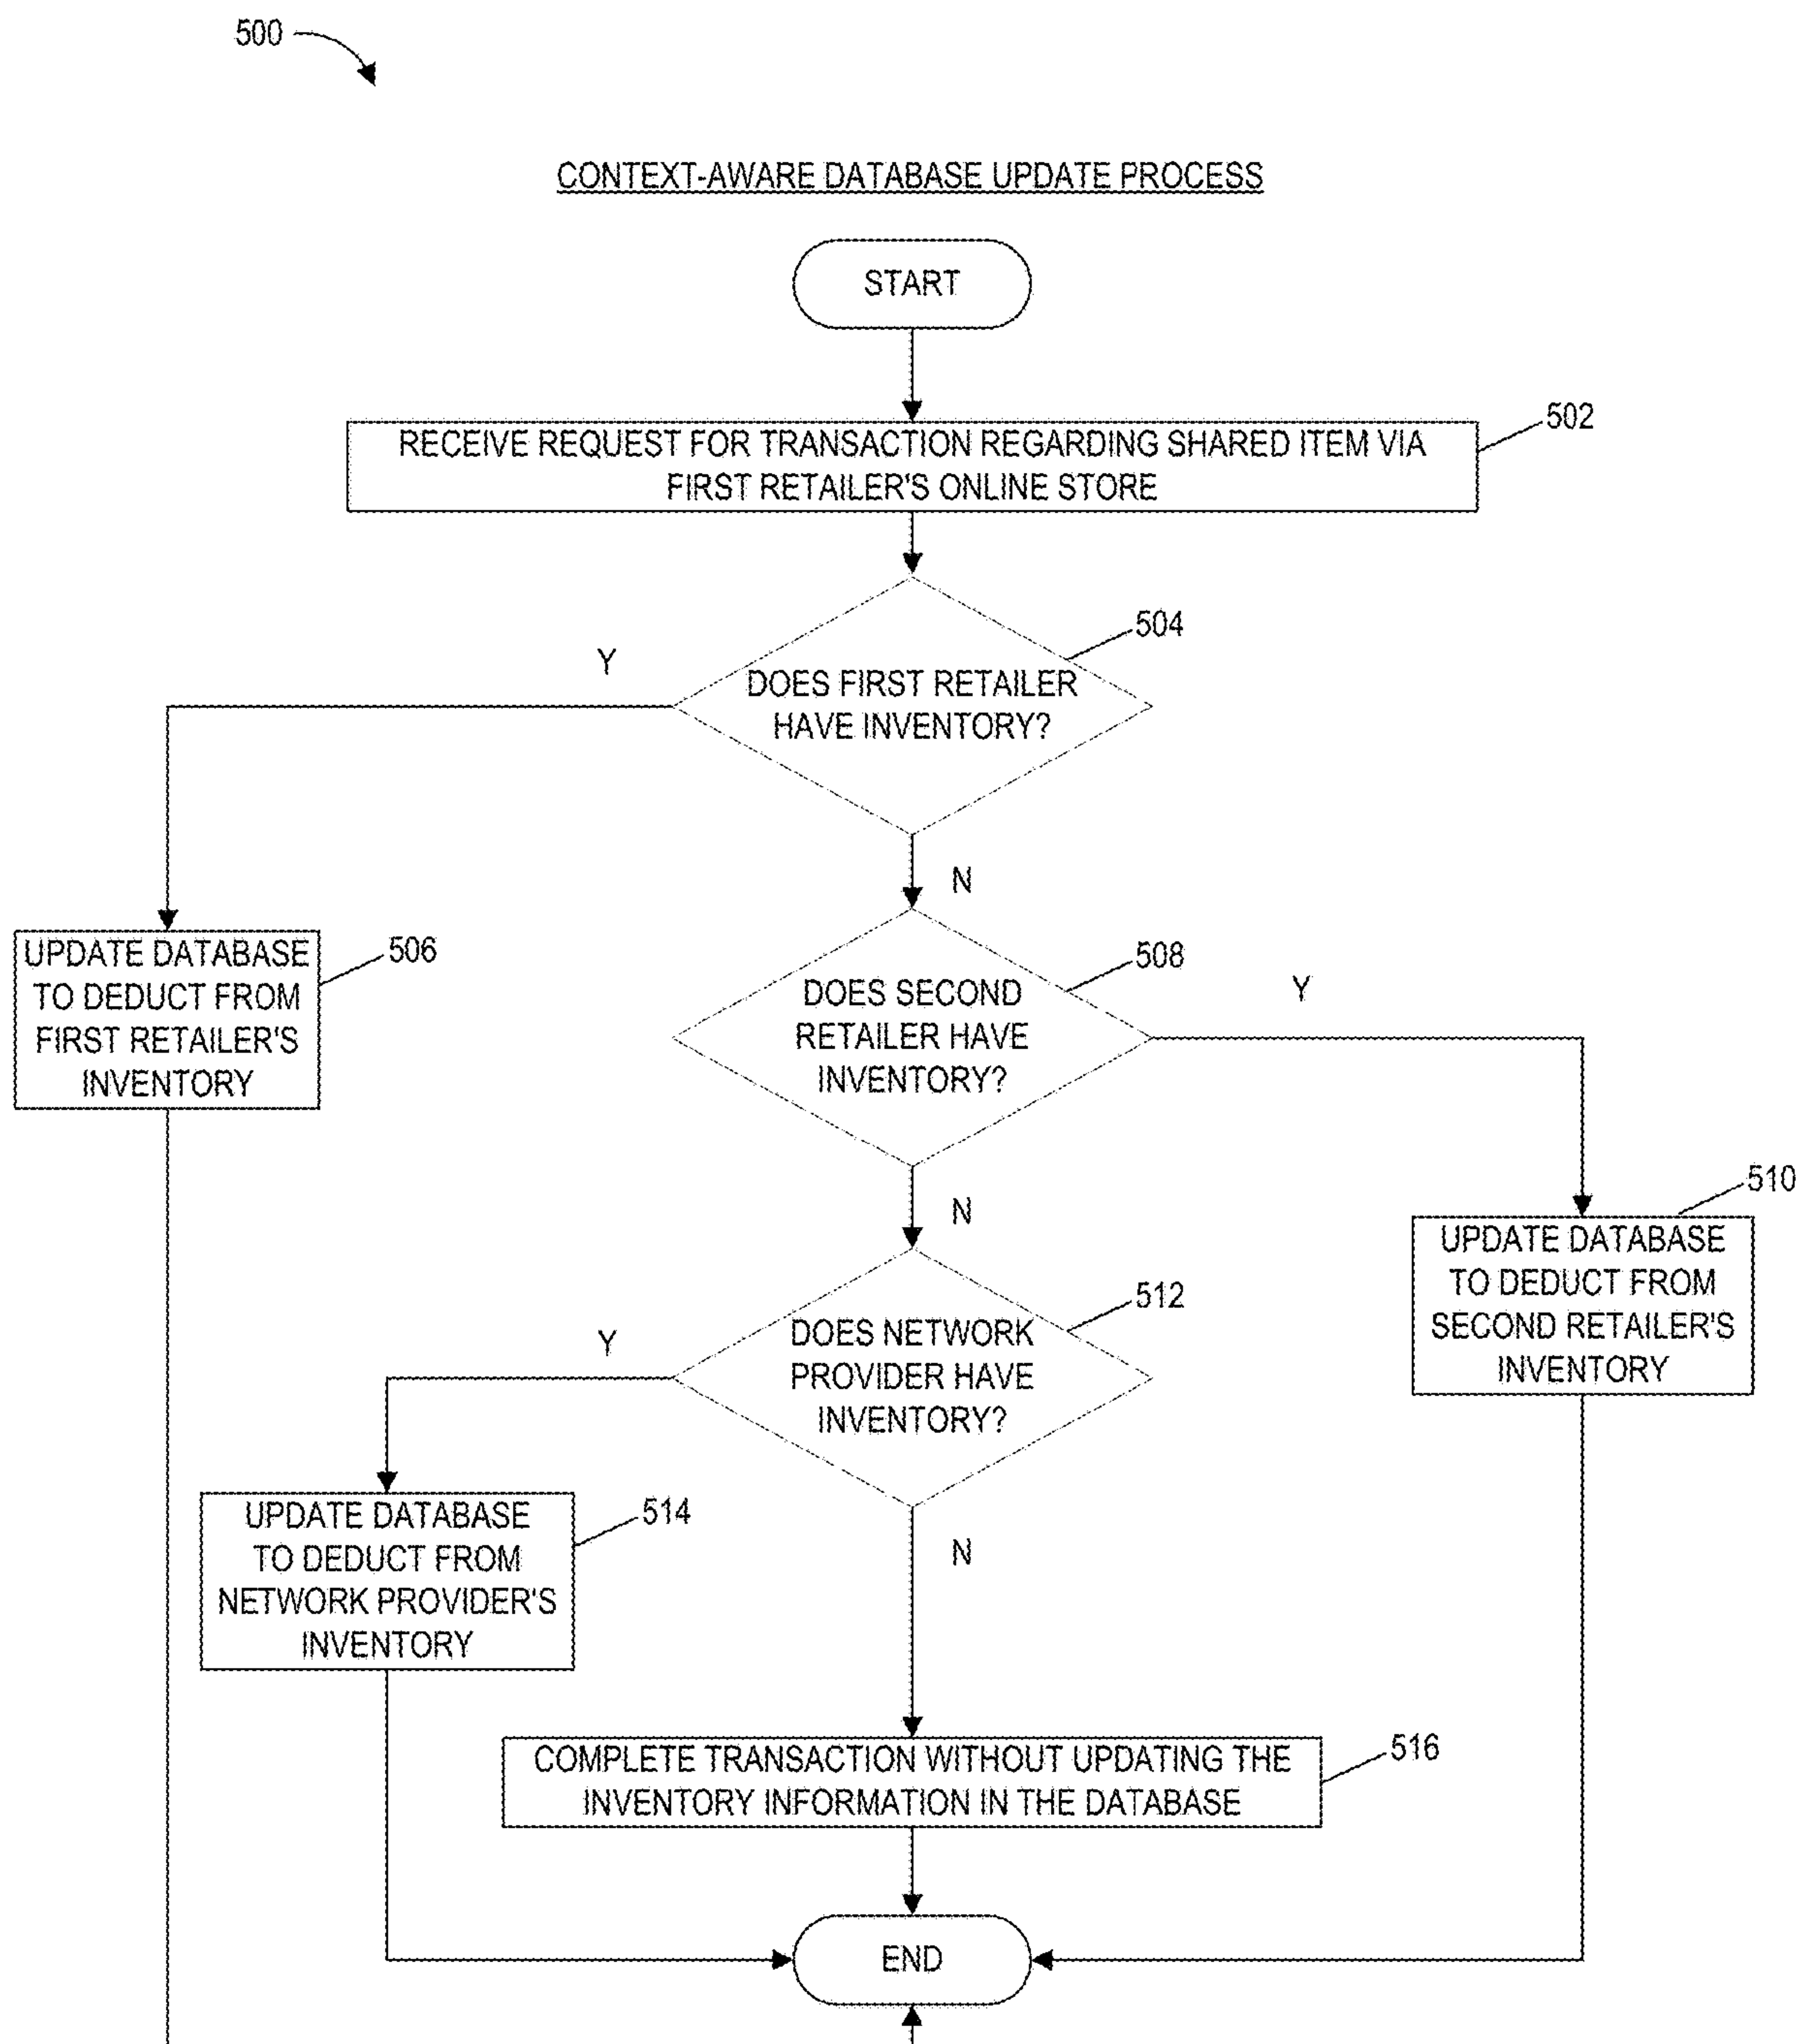 500
CONTEXT-AWARE DATABASE UPDATE PROCESS
START
RECEIVE REQUEST FOR TRANSACTION REGARDING SHARED ITEM VIA
FIRST RETAILER'S ONLINE STORE
502
504
Y
DOES FIRST RETAILER
HAVE INVENTORY?
N
UPDATE DATABASE
TO DEDUCT FROM
FIRST RETAILER'S
INVENTORY
506
508
DOES SECOND
RETAILER HAVE
INVENTORY?
Y
N
510
UPDATE DATABASE
TO DEDUCT FROM
SECOND RETAILER'S
INVENTORY
512
DOES NETWORK
PROVIDER HAVE
INVENTORY?
Y
UPDATE DATABASE
TO DEDUCT FROM
NETWORK PROVIDER'S
INVENTORY
514
N
COMPLETE TRANSACTION WITHOUT UPDATING THE
INVENTORY INFORMATION IN THE DATABASE
516
END